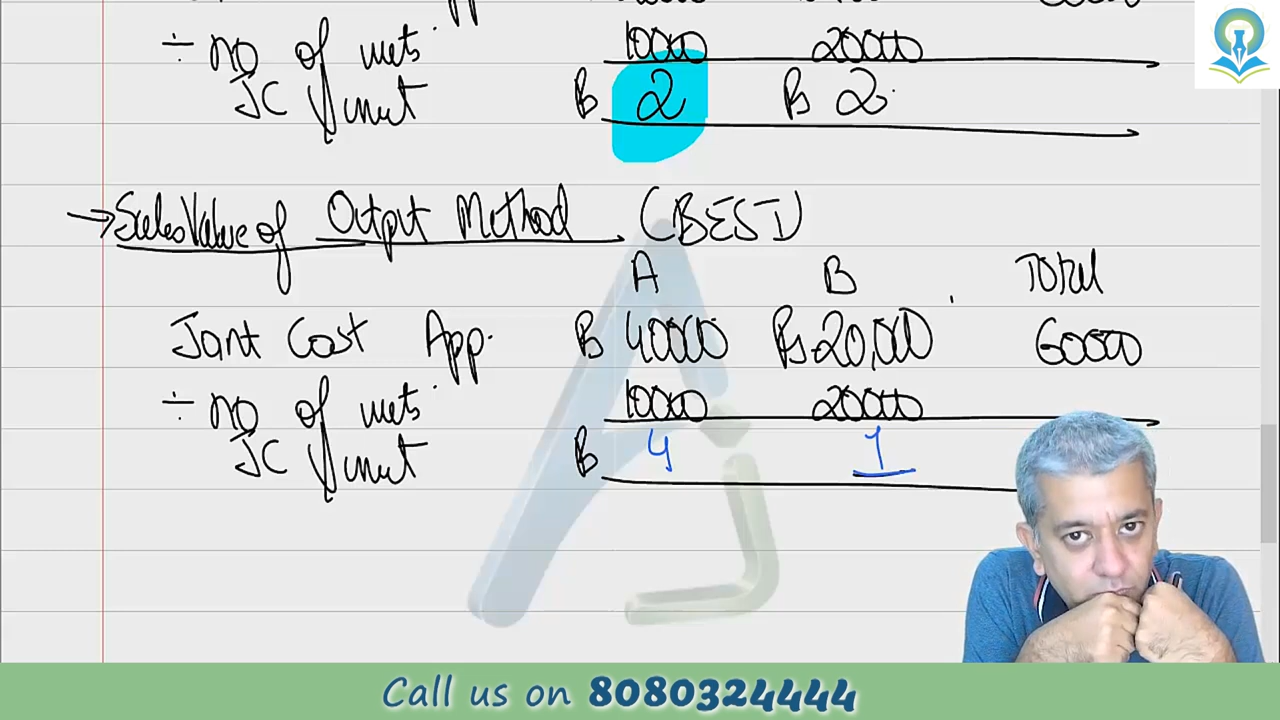 ÷ no of units 10000 20000
JC / unit Rs 2 Rs 2
→ Sales Value of Output Method (BEST)
A B Total
Joint Cost App. Rs 40000 Rs. 20,000 60000
÷ no of units 10000 20000
JC / unit Rs 4 1
Call us on 8080324444